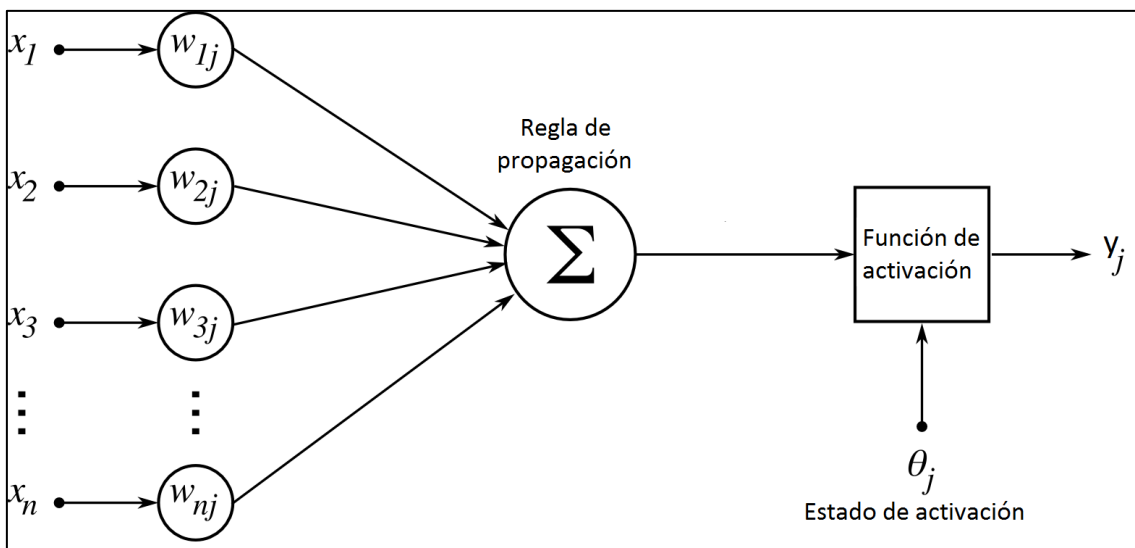 x1
w1j
Regla de
propagación
x2
w2j
Σ
Función de
activación
yj
x3
w3j
θj
Estado de activación
xn
wnj